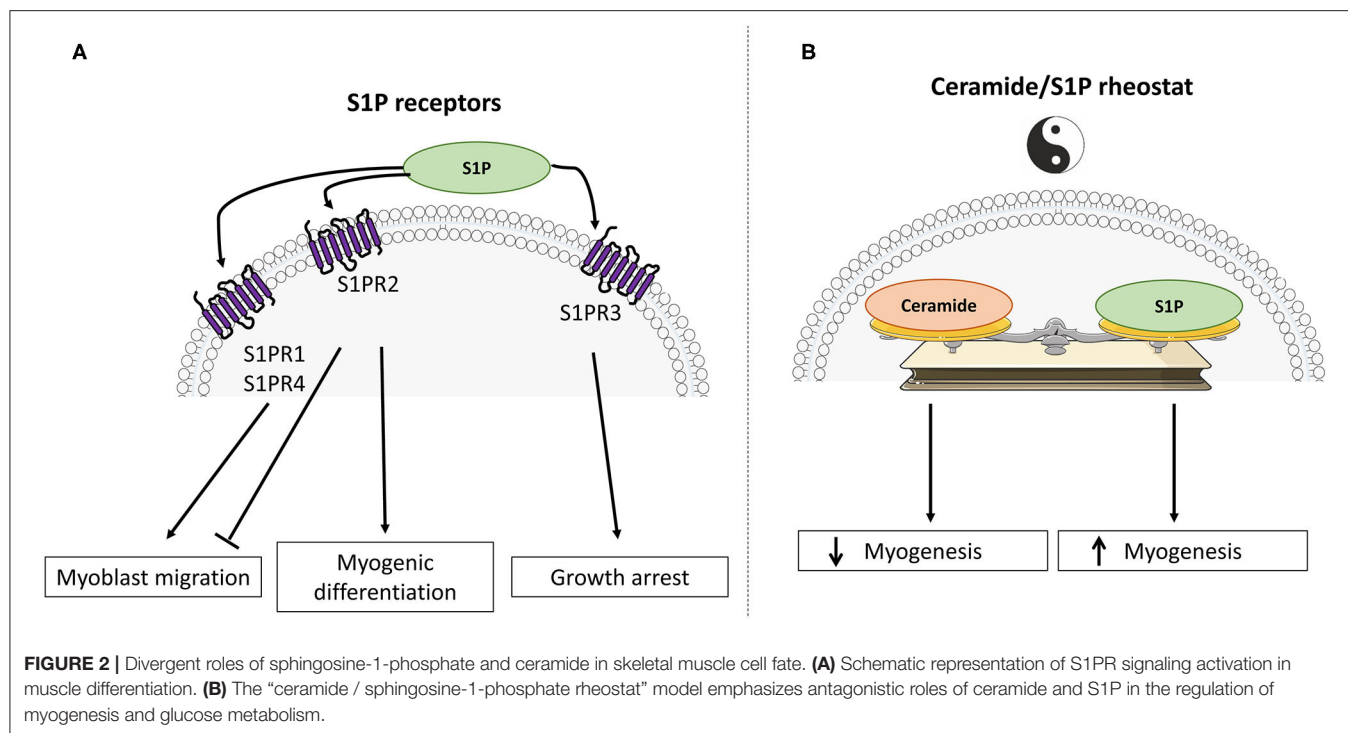 A
S1P receptors
S1P
S1PR2
S1PR3
S1PR1
S1PR4
Myoblast migration
Myogenic
differentiation
Growth arrest
B
Ceramide/S1P rheostat
Ceramide
S1P
↓ Myogenesis
↑ Myogenesis
FIGURE 2 | Divergent roles of sphingosine-1-phosphate and ceramide in skeletal muscle cell fate. (A) Schematic representation of S1PR signaling activation in
muscle differentiation. (B) The “ceramide / sphingosine-1-phosphate rheostat” model emphasizes antagonistic roles of ceramide and S1P in the regulation of
myogenesis and glucose metabolism.